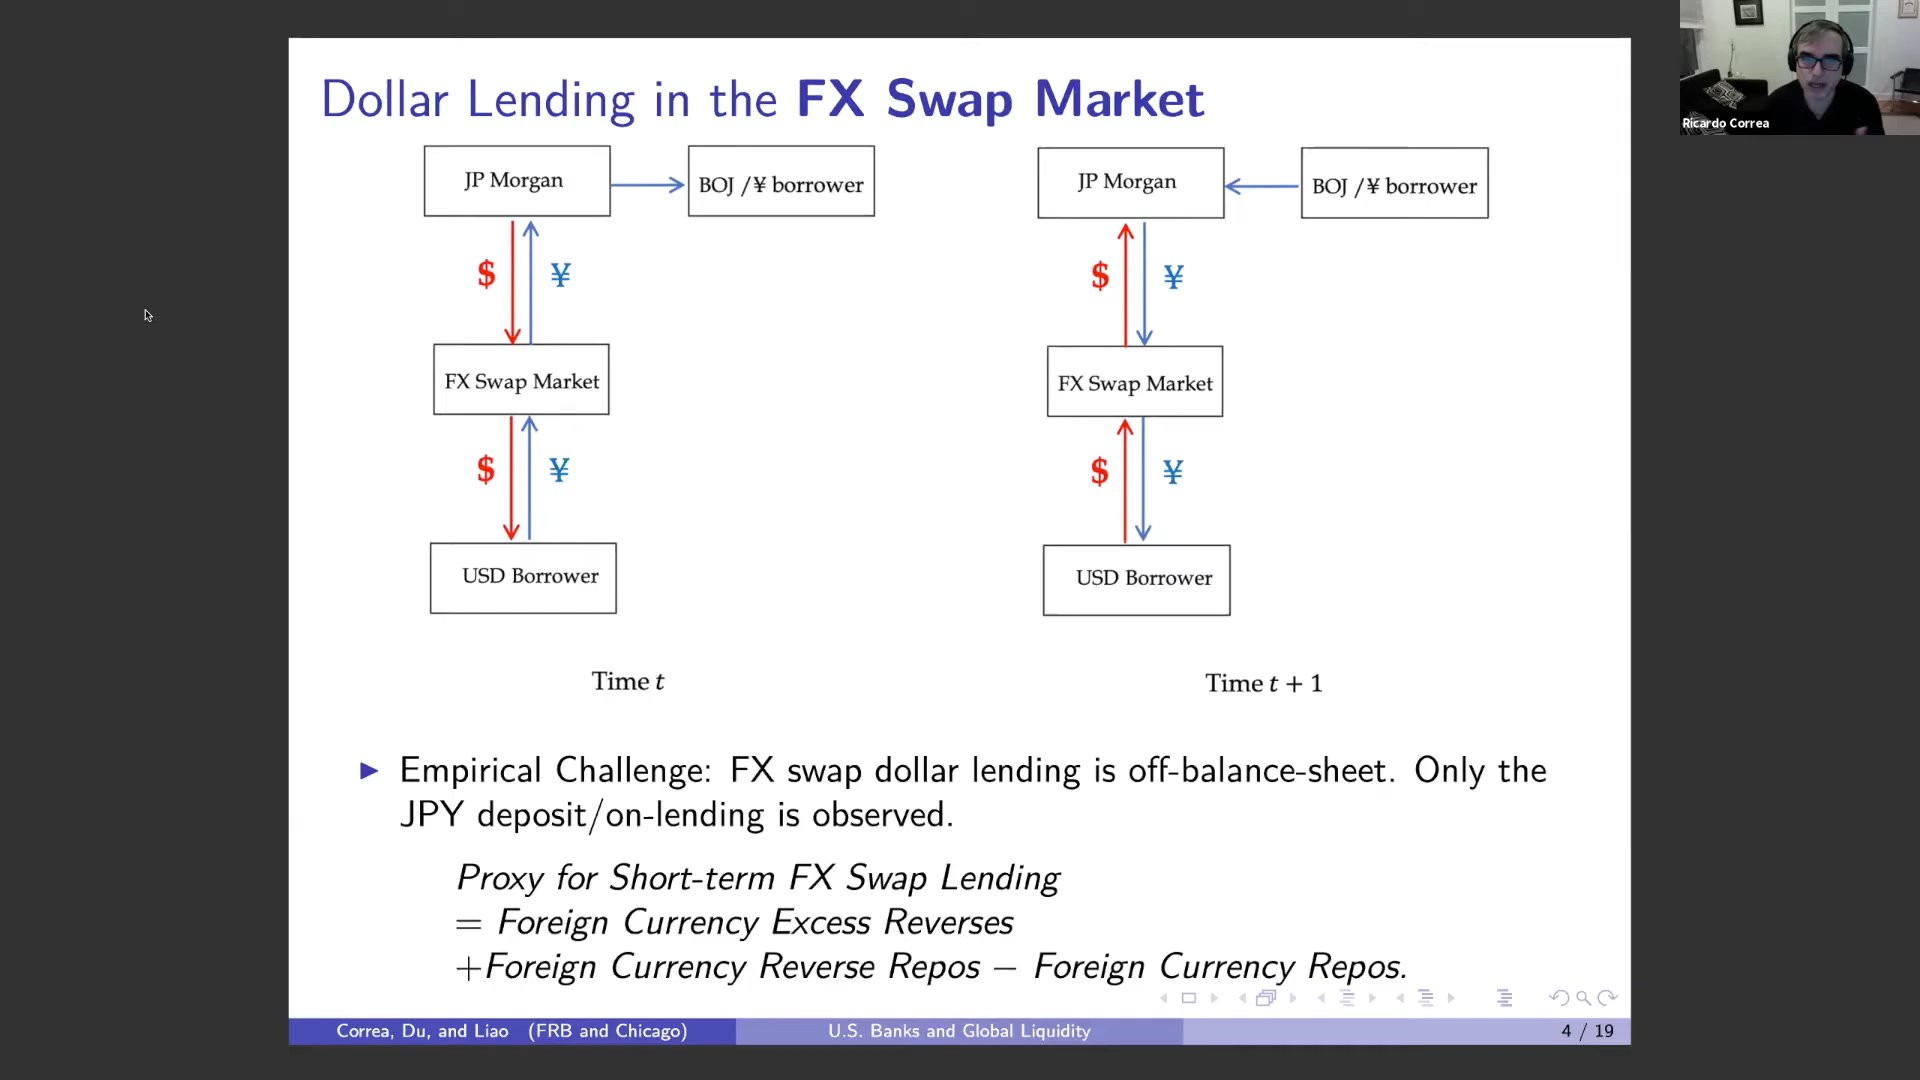 Dollar Lending in the FX Swap Market
Ricardo Correa
JP Morgan
BOJ /¥ borrower
$
¥
FX Swap Market
$
¥
USD Borrower
Time t
JP Morgan
BOJ /¥ borrower
$
¥
FX Swap Market
$
¥
USD Borrower
Time t + 1
Empirical Challenge: FX swap dollar lending is off-balance-sheet. Only the
JPY deposit/on-lending is observed.
Proxy for Short-term FX Swap Lending
= Foreign Currency Excess Reverses
+Foreign Currency Reverse Repos − Foreign Currency Repos.
Correa, Du, and Liao (FRB and Chicago)
U.S. Banks and Global Liquidity
4 / 19